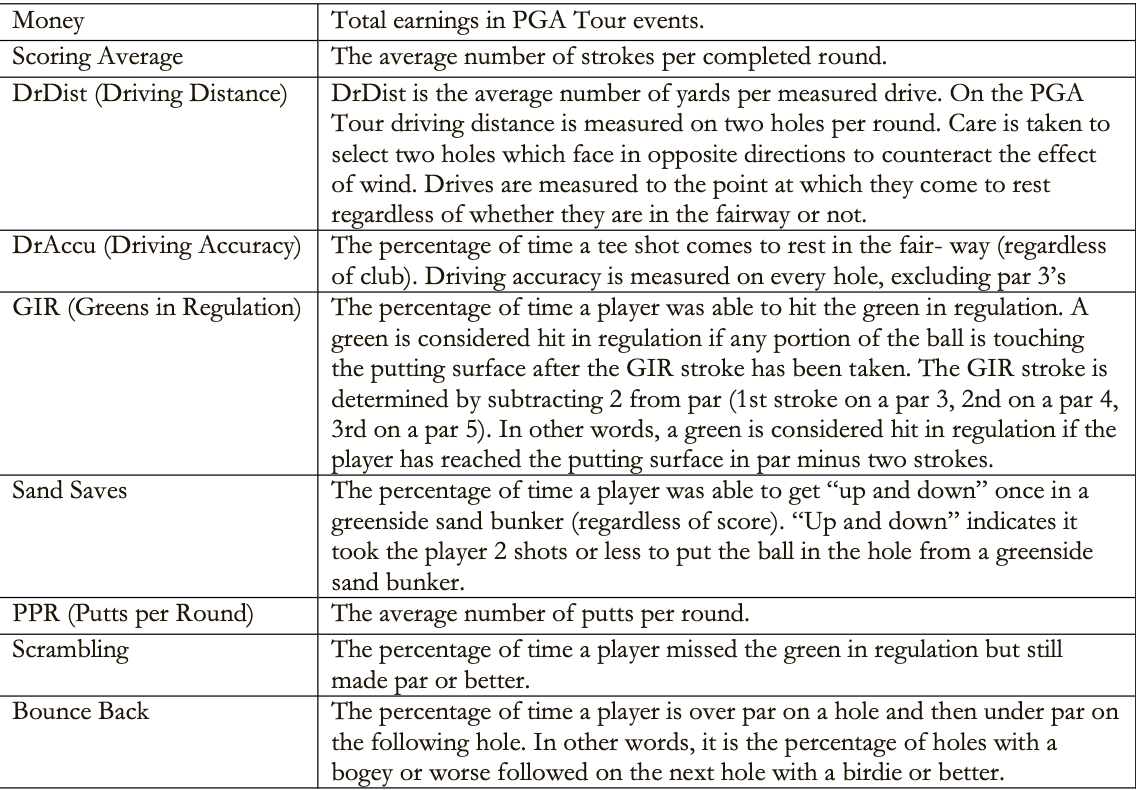 Money
Total earnings in PGA Tour events.
Scoring Average
The average number of strokes per completed round.
DrDist (Driving Distance)
DrDist is the average number of yards per measured drive. On the PGA
Tour driving distance is measured on two holes per round. Care is taken to
select two holes which face in opposite directions to counteract the effect
of wind. Drives are measured to the point at which they come to rest
regardless of whether they are in the fairway or not.
DrAccu (Driving Accuracy)
The percentage of time a tee shot comes to rest in the fair- way (regardless
of club). Driving accuracy is measured on every hole, excluding par 3’s
GIR (Greens in Regulation)
The percentage of time a player was able to hit the green in regulation. A
green is considered hit in regulation if any portion of the ball is touching
the putting surface after the GIR stroke has been taken. The GIR stroke is
determined by subtracting 2 from par (1st stroke on a par 3, 2nd on a par 4,
3rd on a par 5). In other words, a green is considered hit in regulation if the
player has reached the putting surface in par minus two strokes.
Sand Saves
The percentage of time a player was able to get “up and down” once in a
greenside sand bunker (regardless of score). “Up and down” indicates it
took the player 2 shots or less to put the ball in the hole from a greenside
sand bunker.
PPR (Putts per Round)
The average number of putts per round.
Scrambling
The percentage of time a player missed the green in regulation but still
made par or better.
Bounce Back
The percentage of time a player is over par on a hole and then under par on
the following hole. In other words, it is the percentage of holes with a
bogey or worse followed on the next hole with a birdie or better.